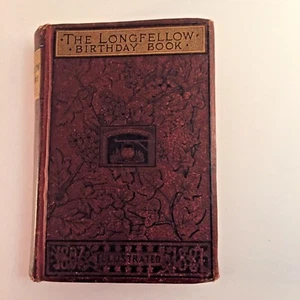 THE LONGFELLOW
BIRTHDAY BOOK
ILLUSTRATED